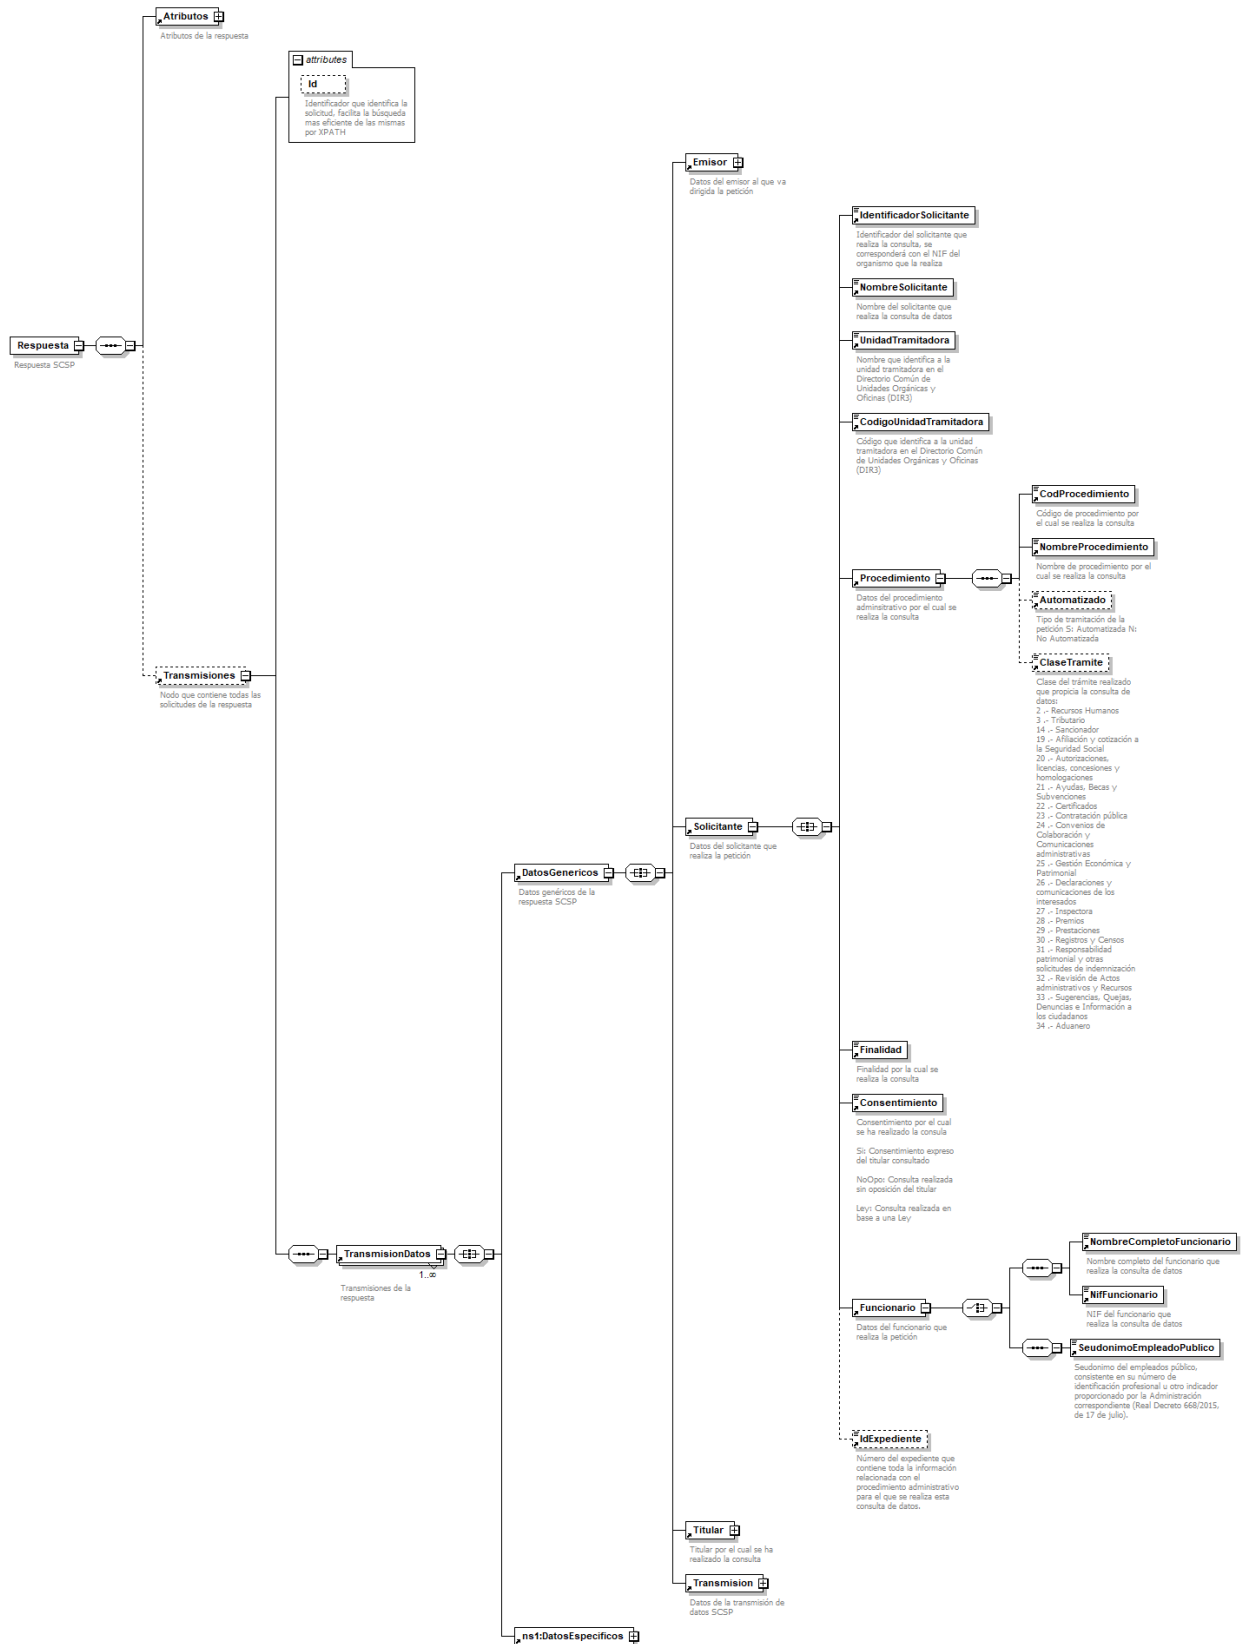 Atributos
Atributos de la respuesta
attributes
Id
Identificador que identifica la
solicitud, facilita la búsqueda
mas eficiente de las mismas
por XPATH
Respuesta
Respuesta SCSP
Transmisiones
Nodo que contiene todas las
solicitudes de la respuesta
TransmisionDatos
1..∞
Transmisiones de la
respuesta
DatosGenericos
Datos genéricos de la
respuesta SCSP
Emisor
Datos del emisor al que va
dirigida la petición
Solicitante
Datos del solicitante que
realiza la petición
IdentificadorSolicitante
Identificador del solicitante que
realiza la consulta, se
corresponderá con el NIF del
organismo que la realiza
NombreSolicitante
Nombre del solicitante que
realiza la consulta de datos
UnidadTramitadora
Nombre que identifica a la
unidad tramitadora en el
Directorio Común de
Unidades Orgánicas y
Oficinas (DIR3)
CodigoUnidadTramitadora
Código que identifica a la unidad
tramitadora en el Directorio Común
de Unidades Orgánicas y Oficinas
(DIR3)
Procedimiento
Datos del procedimiento
adminsitrativo por el cual se
realiza la consulta
CodProcedimiento
Código de procedimiento por
el cual se realiza la consulta
NombreProcedimiento
Nombre de procedimiento por el
cual se realiza la consulta
Automatizado
Tipo de tramitación de la
petición S: Automatizada N:
No Automatizada
ClaseTramite
Clase del trámite realizado
que propicia la consulta de
datos:
2 .- Recursos Humanos
3 .- Tributario
14 .- Sancionador
19 .- Afiliación y cotización a
la Seguridad Social
20 .- Autorizaciones,
licencias, concesiones y
homologaciones
21 .- Ayudas, Becas y
Subvenciones
22 .- Certificados
23 .- Contratación pública
24 .- Convenios de
Colaboración y
Comunicaciones
administrativas
25 .- Gestión Económica y
Patrimonial
26 .- Declaraciones y
comunicaciones de los
interesados
27 .- Inspectora
28 .- Premios
29 .- Prestaciones
30 .- Registros y Censos
31 .- Responsabilidad
patrimonial y otras
solicitudes de indemnización
32 .- Revisión de Actos
administrativos y Recursos
33 .- Sugerencias, Quejas,
Denuncias e Información a
los ciudadanos
34 .- Aduanero
Finalidad
Finalidad por la cual se
realiza la consulta
Consentimiento
Consentimiento por el cual
se ha realizado la consula
Si: Consentimiento expreso
del titular consultado
NoOpo: Consulta realizada
sin oposición del titular
Ley: Consulta realizada en
base a una Ley
Funcionario
Datos del funcionario que
realiza la petición
NombreCompletoFuncionario
Nombre completo del funcionario que
realiza la consulta de datos
NifFuncionario
NIF del funcionario que
realiza la consulta de datos
SeudonimoEmpleadoPublico
Seudonimo del empleados público,
consistente en su número de
identificación profesional u otro indicador
proporcionado por la Administración
correspondiente (Real Decreto 668/2015,
de 17 de julio).
IdExpediente
Número del expediente que
contiene toda la información
relacionada con el
procedimiento administrativo
para el que se realiza esta
consulta de datos.
Titular
Titular por el cual se ha
realizado la consulta
Transmision
Datos de la transmisión de
datos SCSP
ns1:DatosEspecificos